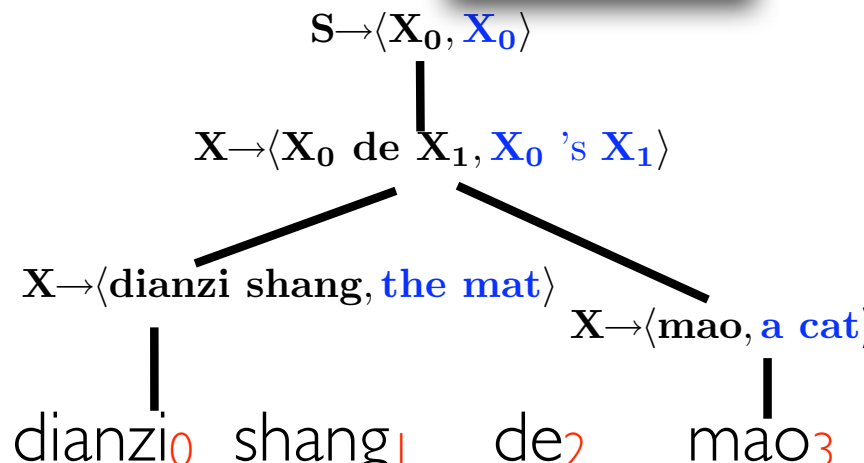 S→⟨X₀, X₀⟩
X→⟨X₀ de X₁, X₀ 's X₁⟩
X→⟨dianzi shang, the mat⟩
X→⟨mao, a cat⟩
dianzi₀ shang₁ de₂ mao₃